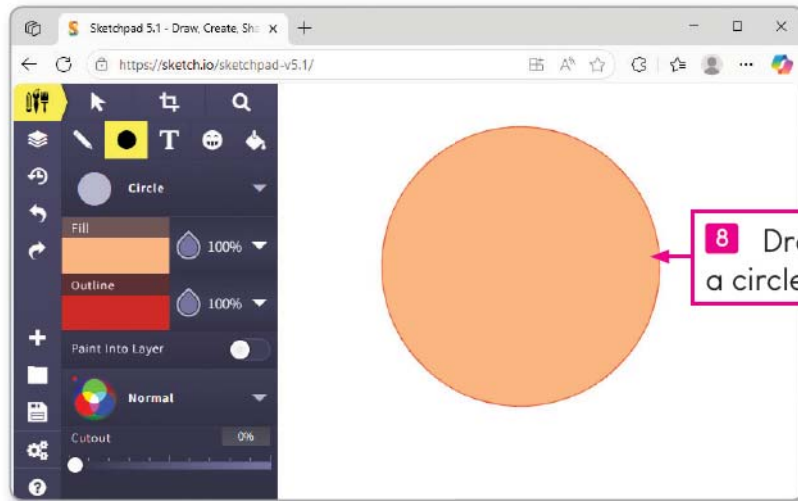 Sketchpad 5.1 - Draw, Create, Sha
https://sketch.io/sketchpad-v5.1/
T
Circle
Fill
100%
Outline
100%
Paint Into Layer
Normal
Cutout 0%
8 Dra
a circle